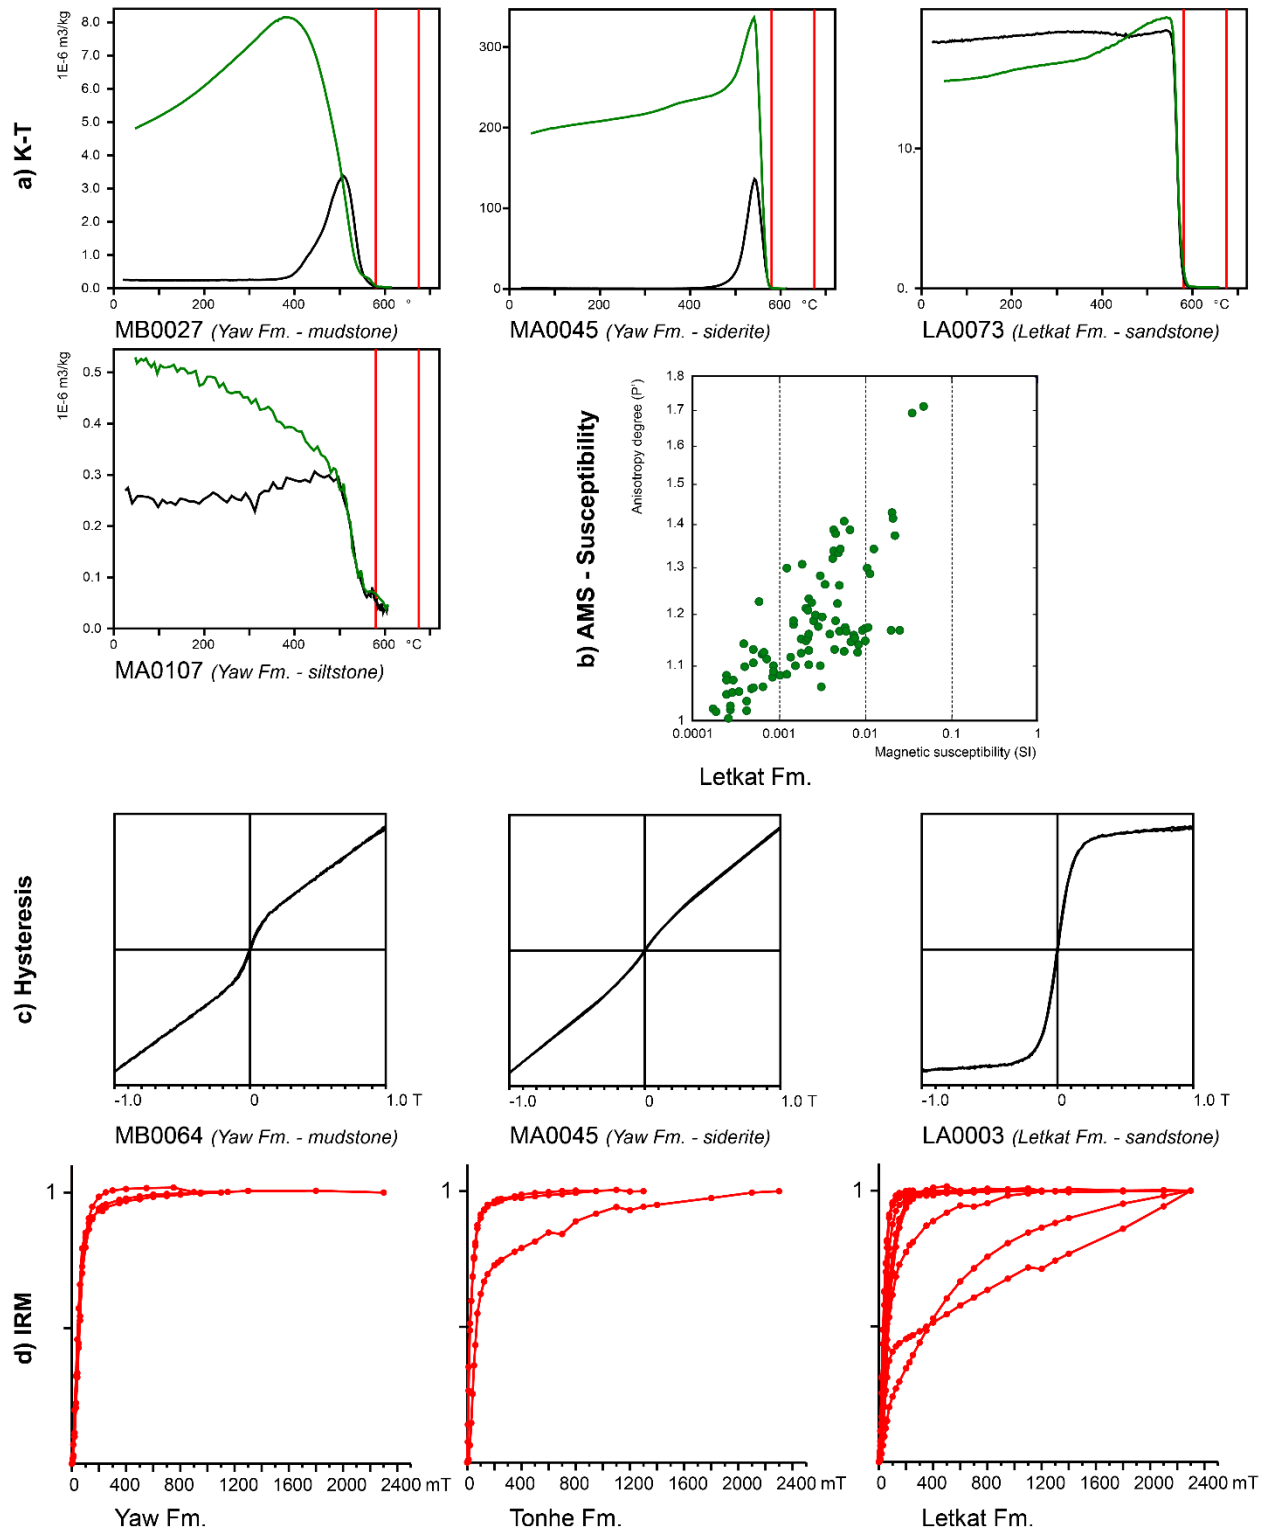 a) K-T
1E-6 m3/kg
8.0
7.0
6.0
5.0
4.0
3.0
2.0
1.0
0.0
0 200 400 600 °
MB0027 (Yaw Fm. - mudstone)
300
200
100
0
0 200 400 600 °C
MA0045 (Yaw Fm. - siderite)
10.
0.
0 200 400 600 °C
LA0073 (Letkat Fm. - sandstone)
1E-6 m3/kg
0.5
0.4
0.3
0.2
0.1
0.0
0 200 400 600 °C
MA0107 (Yaw Fm. - siltstone)
b) AMS - Susceptibility
Anisotropy degree (P')
1.8
1.7
1.6
1.5
1.4
1.3
1.2
1.1
1
0.0001 0.001 0.01 0.1 1
Magnetic susceptibility (SI)
Letkat Fm.
c) Hysteresis
-1.0 0 1.0 T
MB0064 (Yaw Fm. - mudstone)
-1.0 0 1.0 T
MA0045 (Yaw Fm. - siderite)
-1.0 0 1.0 T
LA0003 (Letkat Fm. - sandstone)
d) IRM
1
0 400 800 1200 1600 2000 2400 mT
Yaw Fm.
1
0 400 800 1200 1600 2000 2400 mT
Tonhe Fm.
1
0 400 800 1200 1600 2000 2400 mT
Letkat Fm.